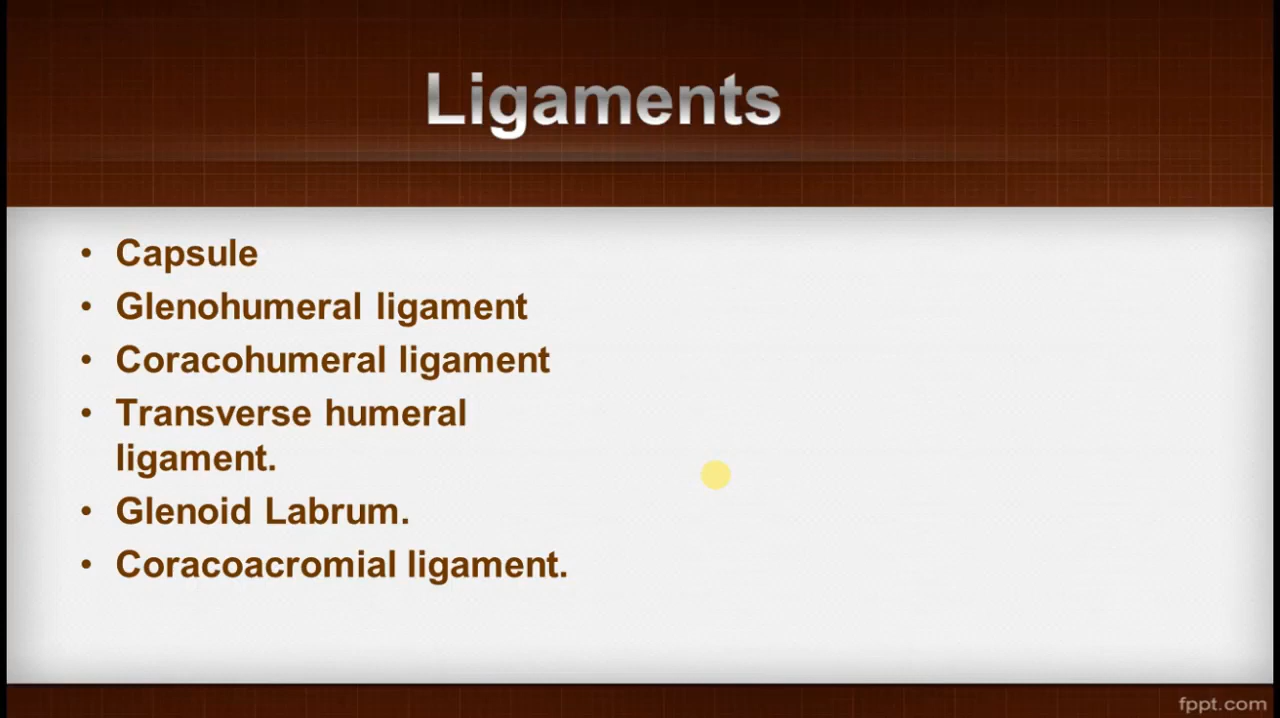 Ligaments
• Capsule
• Glenohumeral ligament
• Coracohumeral ligament
• Transverse humeral
ligament.
• Glenoid Labrum.
• Coracoacromial ligament.
fppt.com